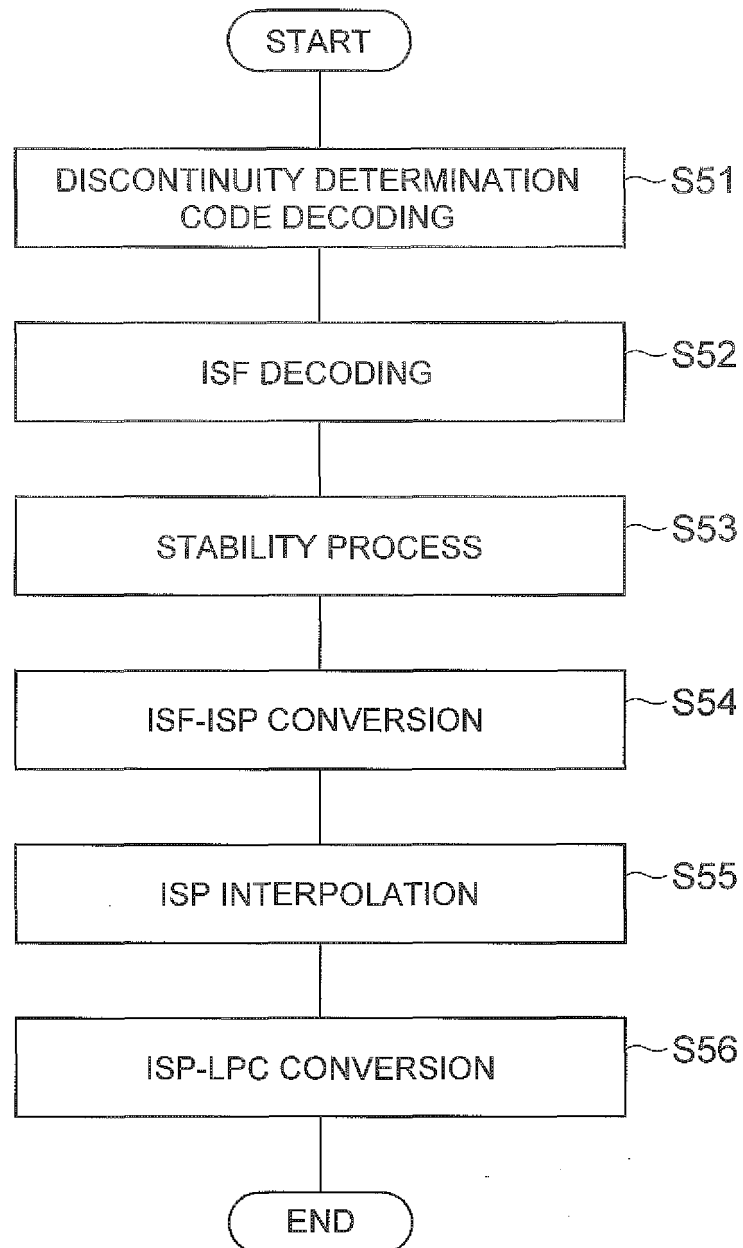 START
DISCONTINUITY DETERMINATION
CODE DECODING
S51
ISF DECODING
S52
STABILITY PROCESS
S53
ISF-ISP CONVERSION
S54
ISP INTERPOLATION
S55
ISP-LPC CONVERSION
S56
END